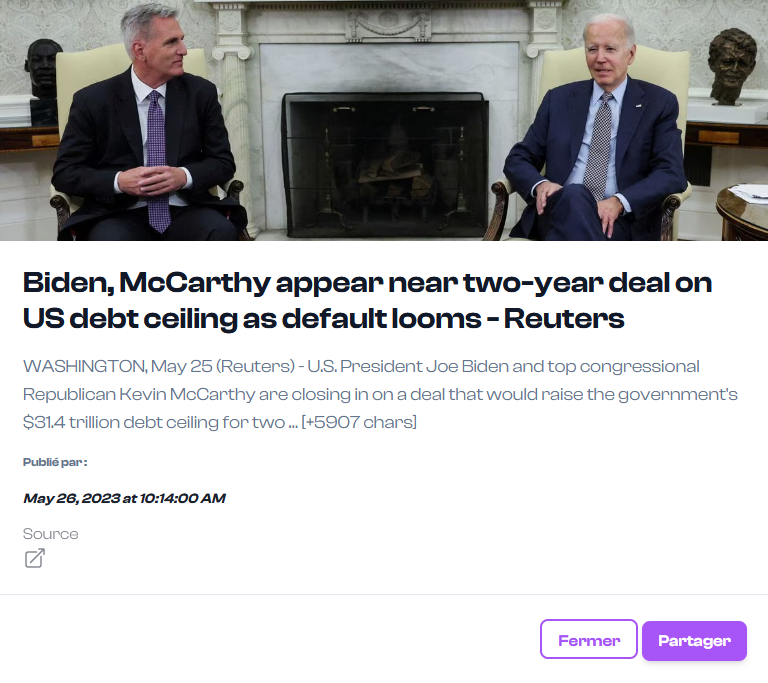 Biden, McCarthy appear near two-year deal on
US debt ceiling as default looms - Reuters
WASHINGTON, May 25 (Reuters) - U.S. President Joe Biden and top congressional
Republican Kevin McCarthy are closing in on a deal that would raise the government's
$31.4 trillion debt ceiling for two ... [+5907 chars]
Publié par :
May 26, 2023 at 10:14:00 AM
Source
Fermer Partager